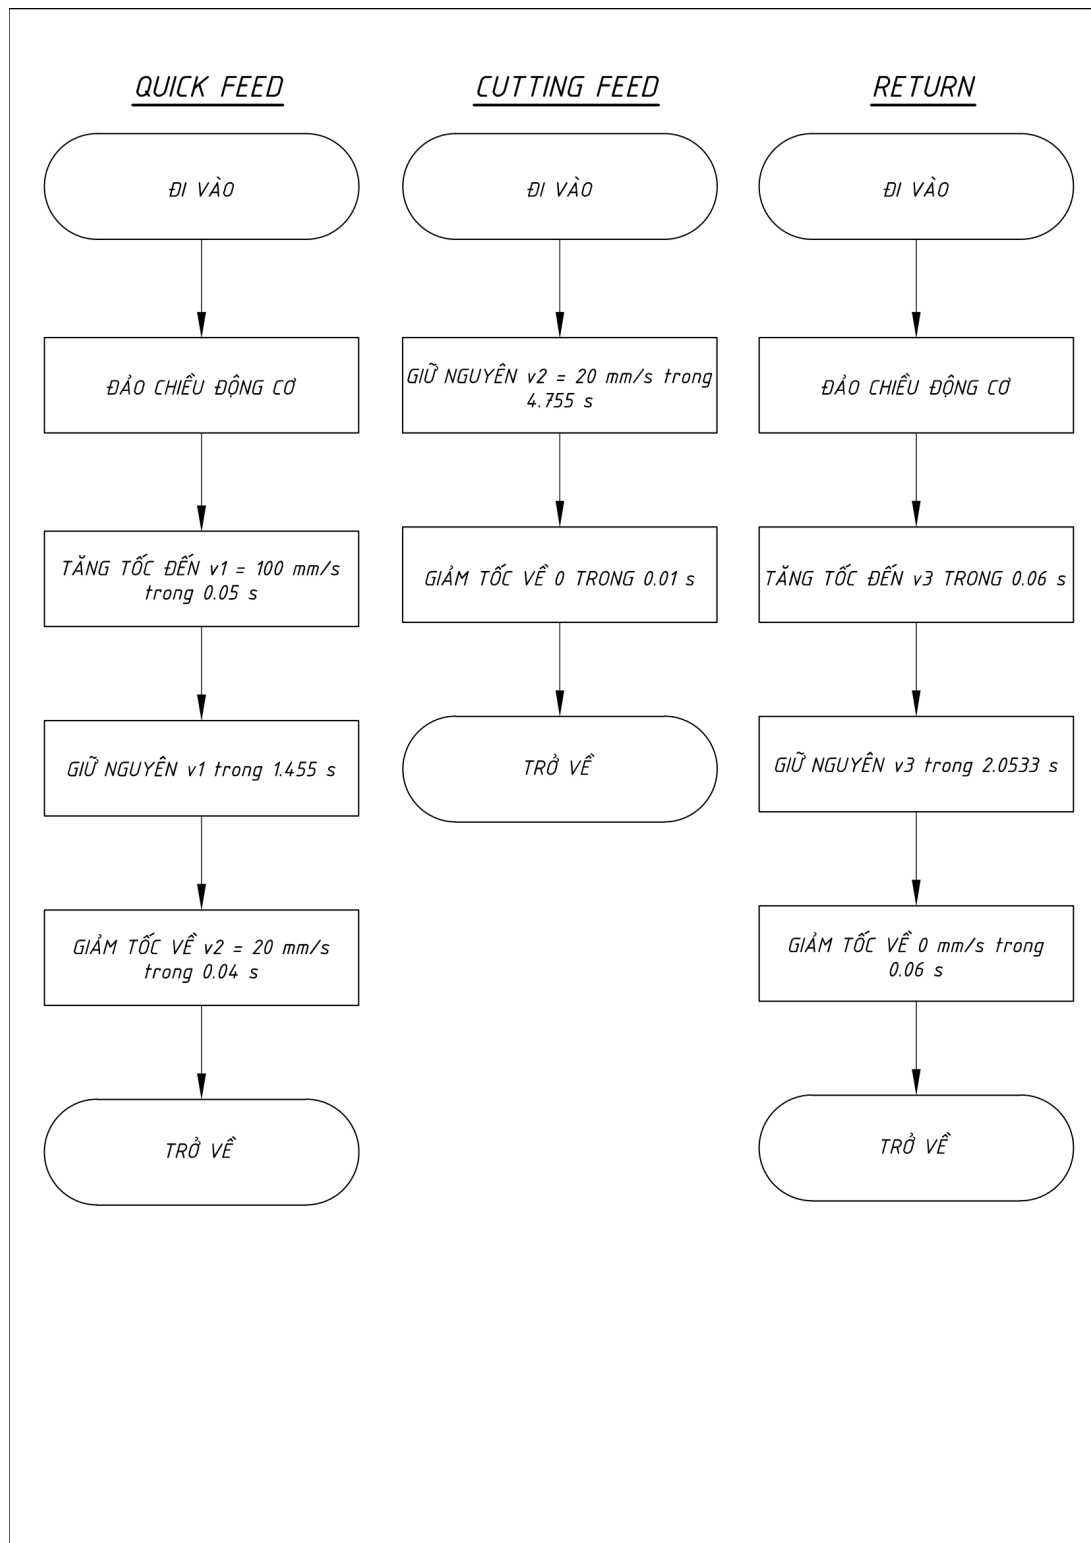 QUICK FEED
ĐI VÀO
ĐẢO CHIỀU ĐỘNG CƠ
TĂNG TỐC ĐẾN v1 = 100 mm/s
trong 0.05 s
GIỮ NGUYÊN v1 trong 1.455 s
GIẢM TỐC VỀ v2 = 20 mm/s
trong 0.04 s
TRỞ VỀ
CUTTING FEED
ĐI VÀO
GIỮ NGUYÊN v2 = 20 mm/s trong
4.755 s
GIẢM TỐC VỀ 0 TRONG 0.01 s
TRỞ VỀ
RETURN
ĐI VÀO
ĐẢO CHIỀU ĐỘNG CƠ
TĂNG TỐC ĐẾN v3 TRONG 0.06 s
GIỮ NGUYÊN v3 trong 2.0533 s
GIẢM TỐC VỀ 0 mm/s trong
0.06 s
TRỞ VỀ